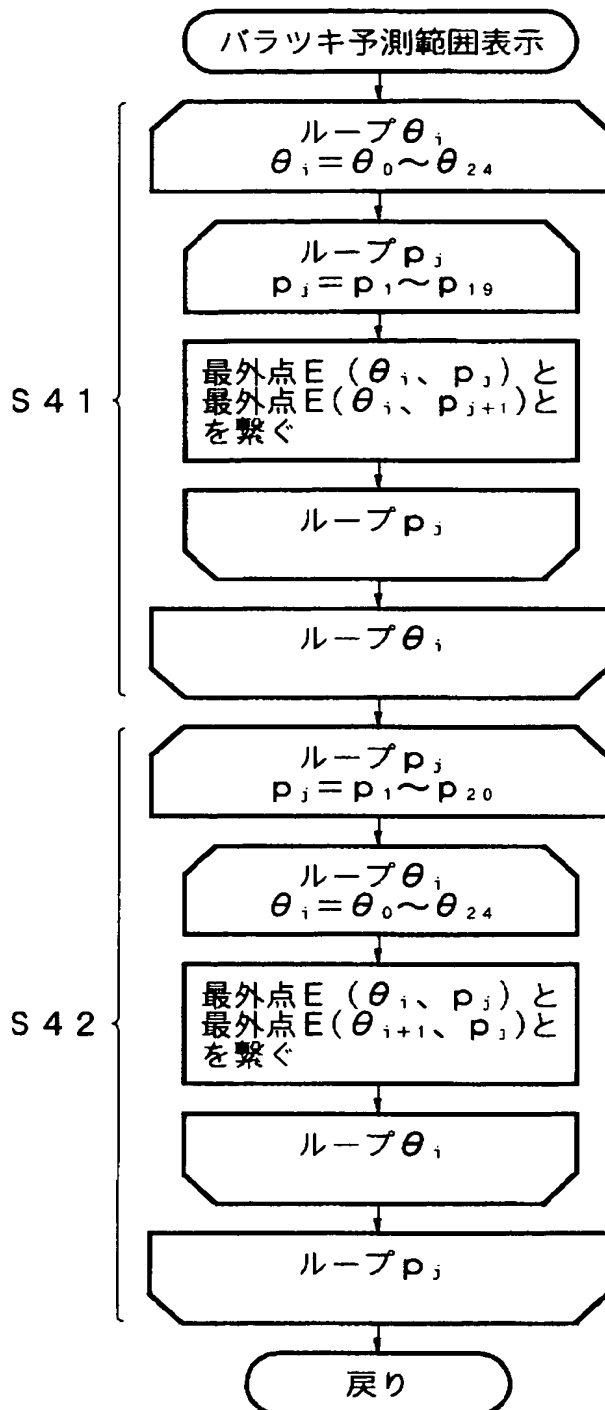 バラツキ予測範囲表示
ループθi
θi=θ0〜θ24
ループpj
pj=p1〜p19
S41
最外点E(θi、pj)と
最外点E(θi、pj+1)と
を繋ぐ
ループpj
ループθi
ループpj
pj=p1〜p20
ループθi
θi=θ0〜θ24
S42
最外点E(θi、pj)と
最外点E(θi+1、pj)と
を繋ぐ
ループθi
ループpj
戻り